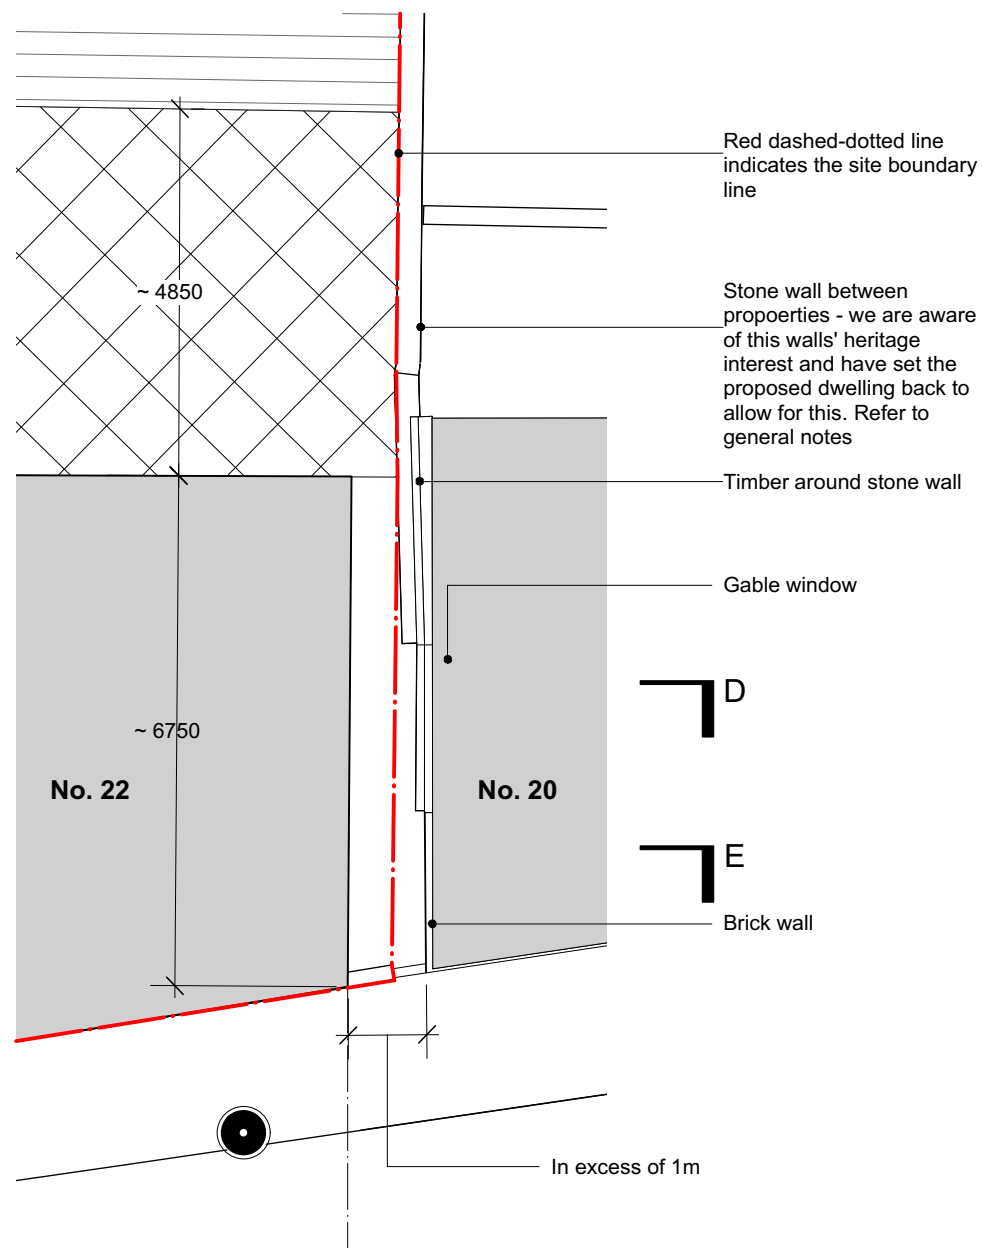 Red dashed-dotted line
indicates the site boundary
line
~ 4850
Stone wall between
propoerties - we are aware
of this walls' heritage
interest and have set the
proposed dwelling back to
allow for this. Refer to
general notes
Timber around stone wall
Gable window
D
~ 6750
No. 22
No. 20
E
Brick wall
In excess of 1m